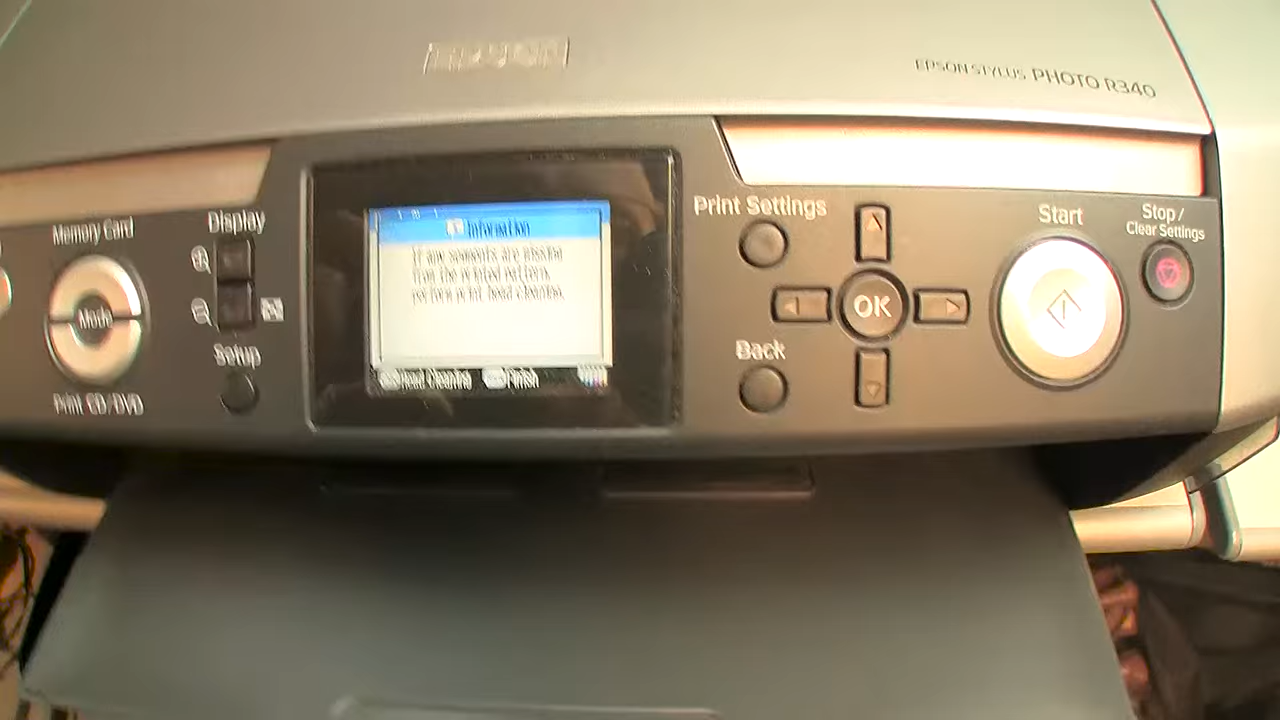 EPSON
EPSON STYLUS PHOTO R340
Memory Card
Mode
Print CD/DVD
Display
Setup
Information
If any segments are missing
from the printed pattern,
perform print head cleaning.
Head Cleaning
Finish
Print Settings
Back
OK
Start
Stop /
Clear Settings